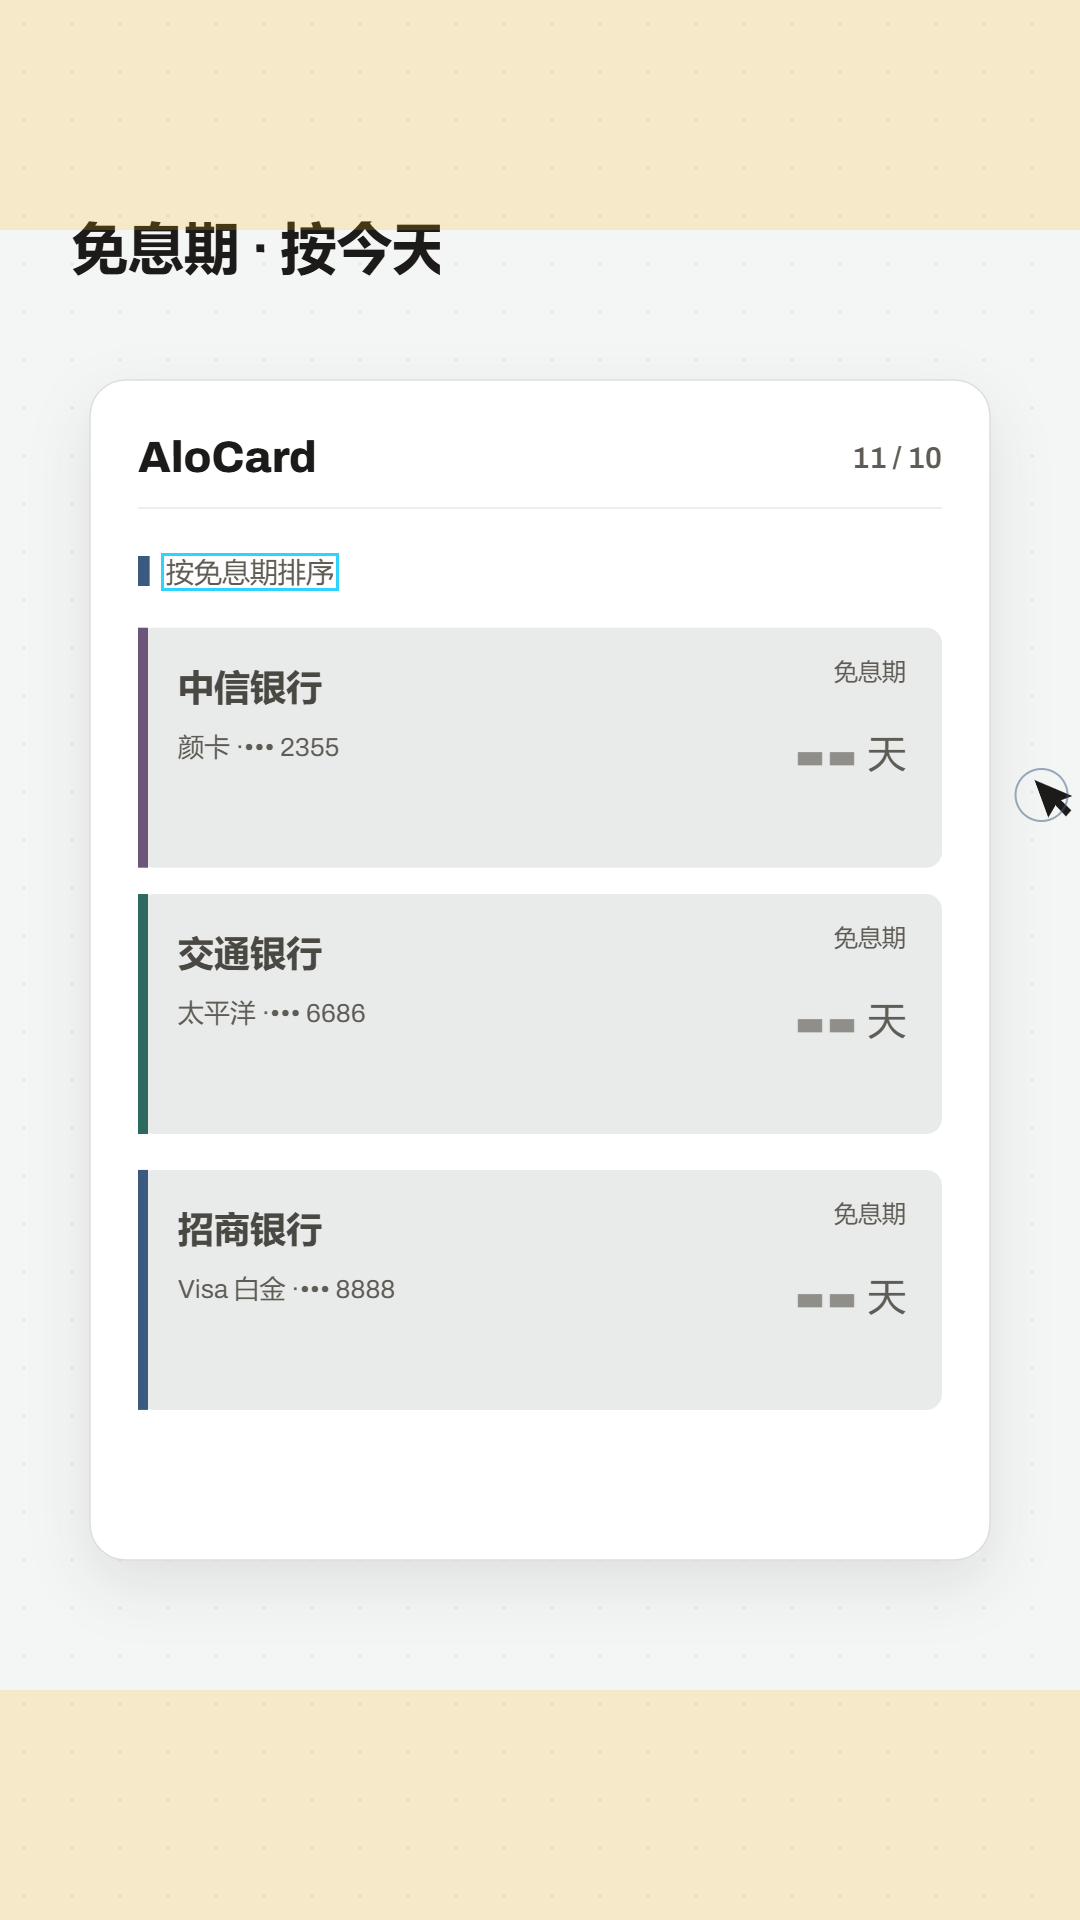 免息期 · 按今天
AloCard
11 / 10
按免息期排序
中信银行
免息期
颜卡 ·••• 2355
-- 天
交通银行
免息期
太平洋 ·••• 6686
-- 天
招商银行
免息期
Visa 白金 ·••• 8888
-- 天